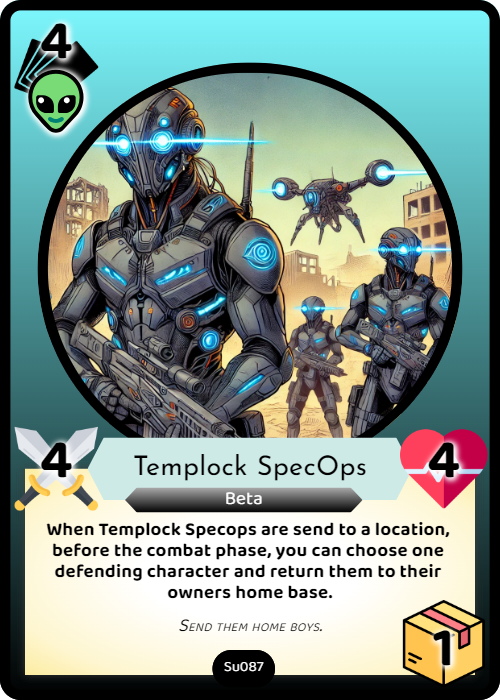 4
4
Templock SpecOps
4
Beta
When Templock Specops are send to a location,
before the combat phase, you can choose one
defending character and return them to their
owners home base.
Send them home boys.
1
Su087